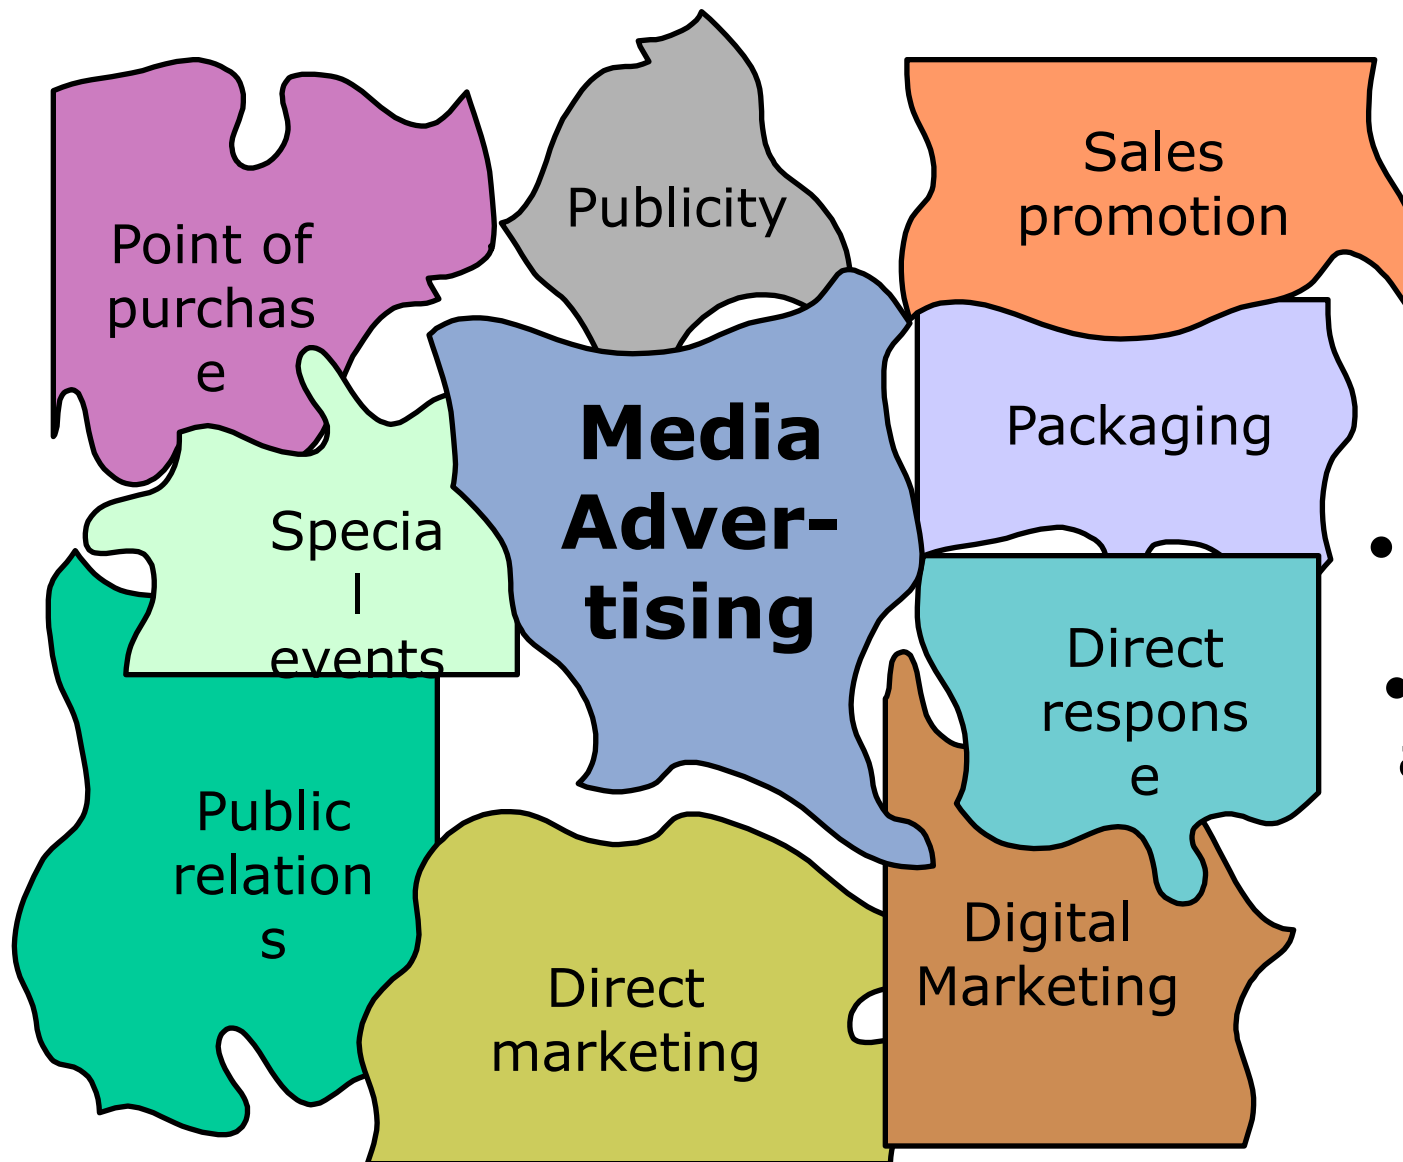 Publicity
Sales
promotion
Point of
purchas
e
Media
Adver-
tising
Packaging
Specia
l
events
Direct
respons
e
Public
relation
s
Digital
Marketing
Direct
marketing